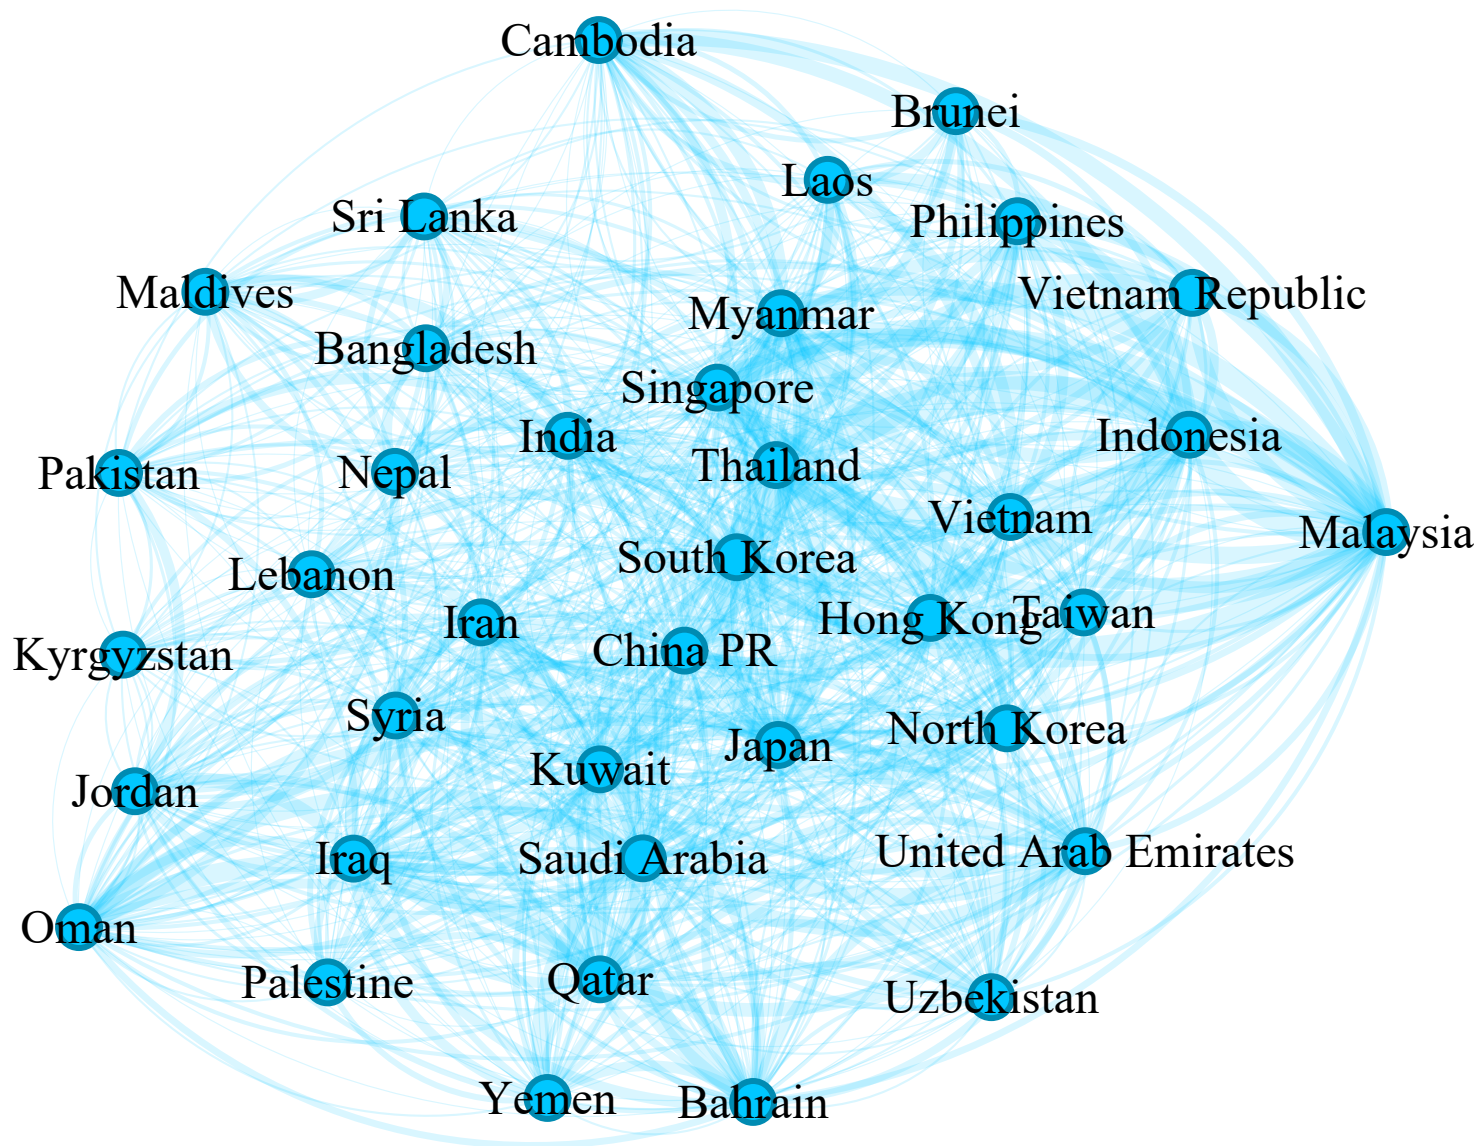 Cambodia
Brunei
Laos
Sri Lanka
Philippines
Maldives
Vietnam Republic
Myanmar
Bangladesh
Singapore
India
Indonesia
Pakistan
Nepal
Thailand
Vietnam
Malaysia
South Korea
Lebanon
Iran
Hong Kong
Taiwan
Kyrgyzstan
China PR
Syria
North Korea
Japan
Kuwait
Jordan
Iraq
Saudi Arabia
United Arab Emirates
Oman
Palestine
Qatar
Uzbekistan
Yemen
Bahrain